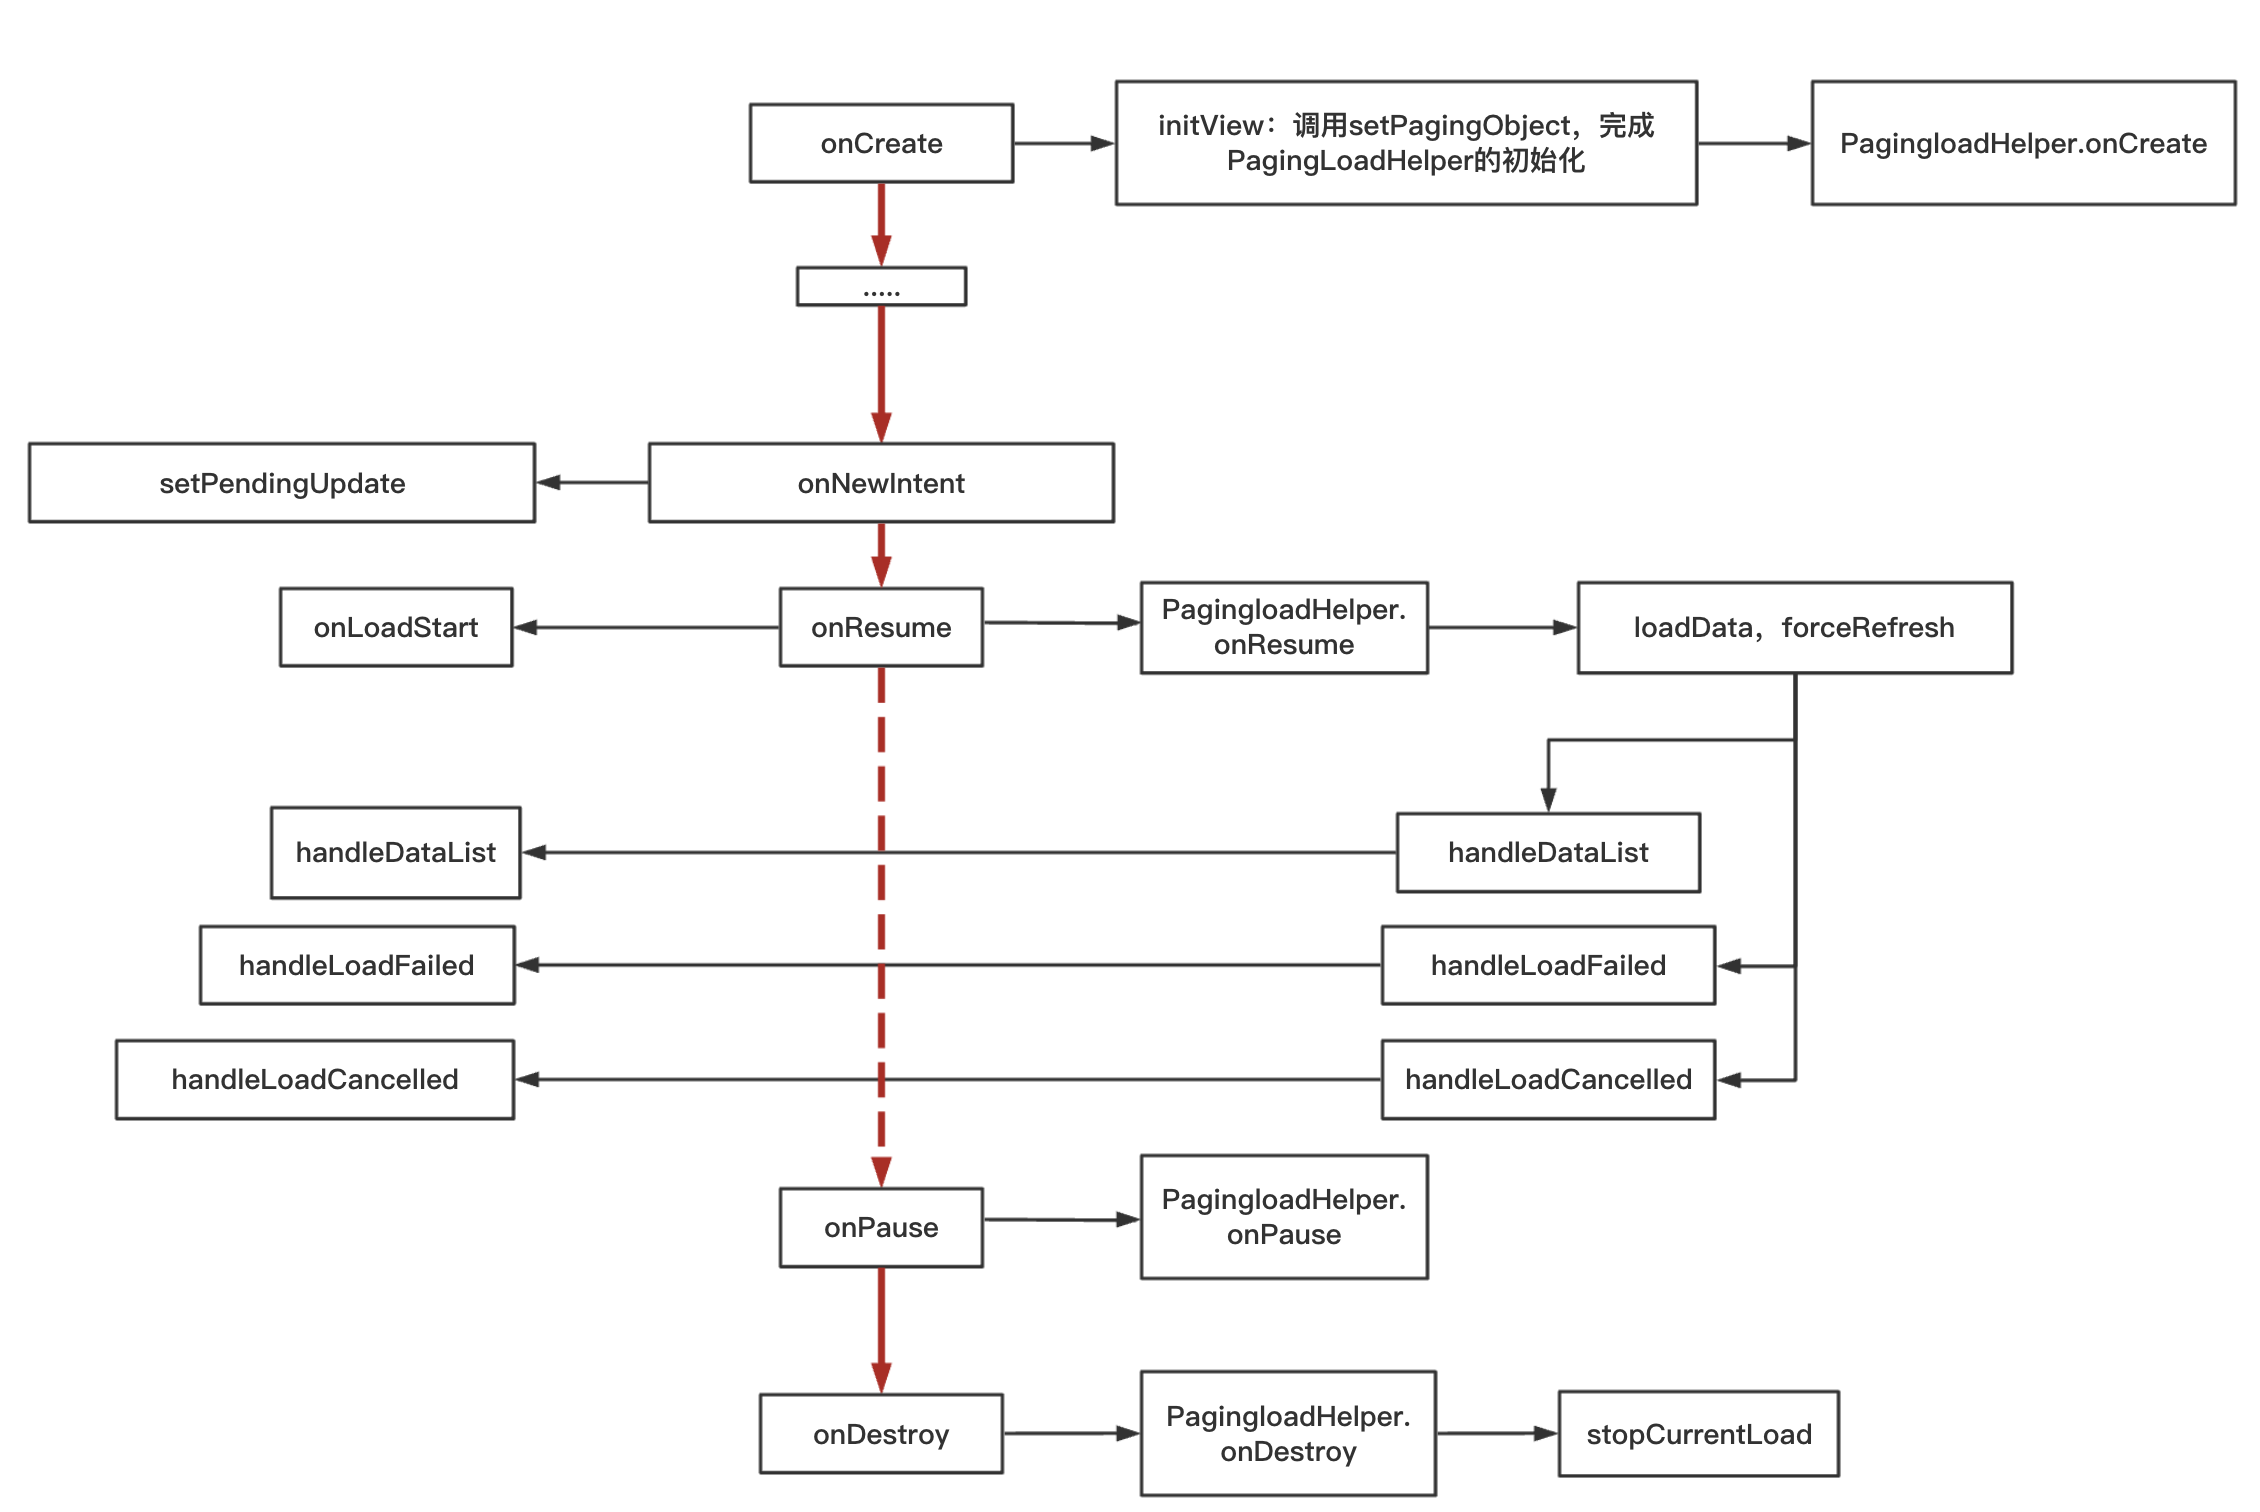 onCreate
initView：调用setPagingObject，完成
PagingLoadHelper的初始化
PagingloadHelper.onCreate
.....
setPendingUpdate
onNewIntent
onLoadStart
onResume
PagingloadHelper.
onResume
loadData，forceRefresh
handleDataList
handleDataList
handleLoadFailed
handleLoadFailed
handleLoadCancelled
handleLoadCancelled
onPause
PagingloadHelper.
onPause
onDestroy
PagingloadHelper.
onDestroy
stopCurrentLoad